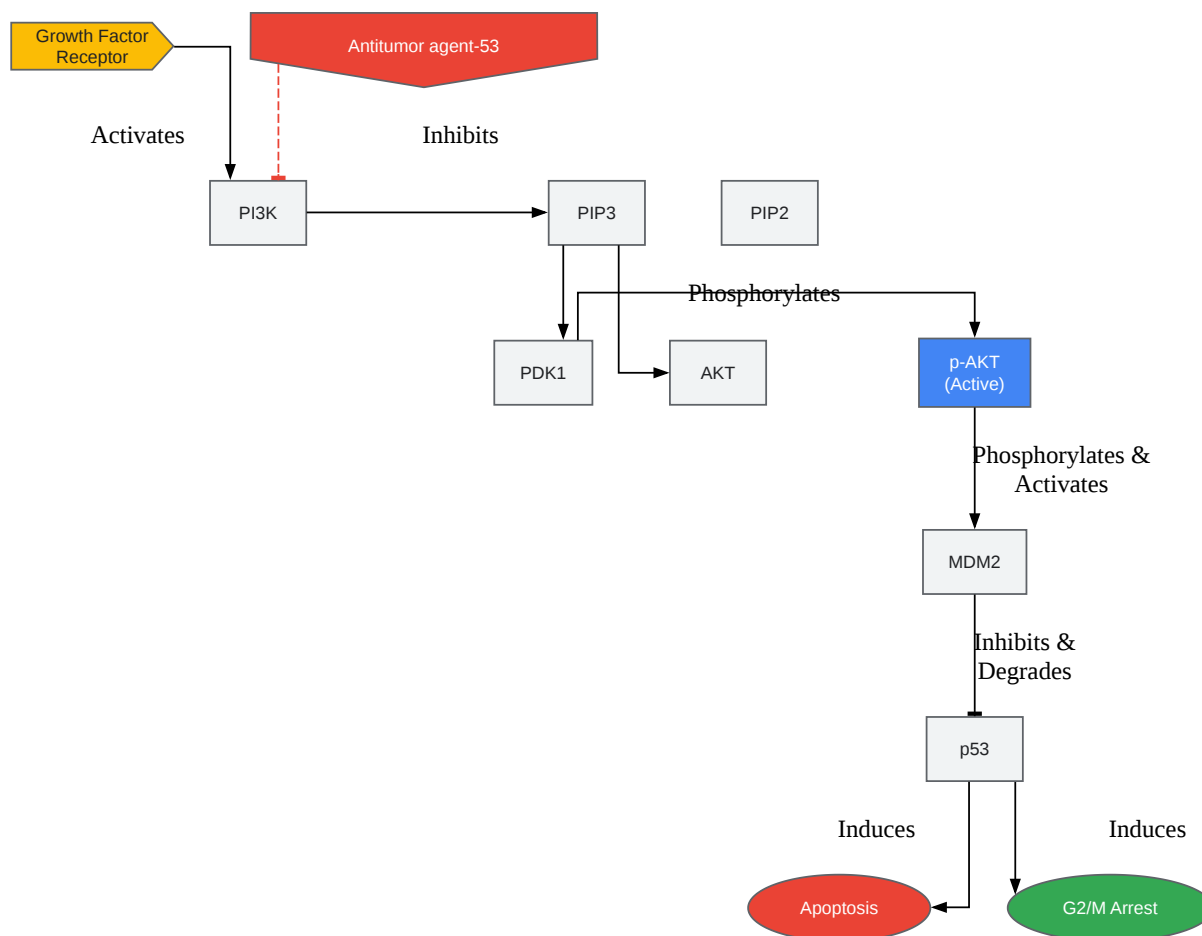 Growth Factor
Receptor
Antitumor agent-53
Activates
Inhibits
PI3K
PIP3
PIP2
Phosphorylates
PDK1
AKT
p-AKT
(Active)
Phosphorylates &
Activates
MDM2
Inhibits &
Degrades
p53
Induces
Induces
Apoptosis
G2/M Arrest